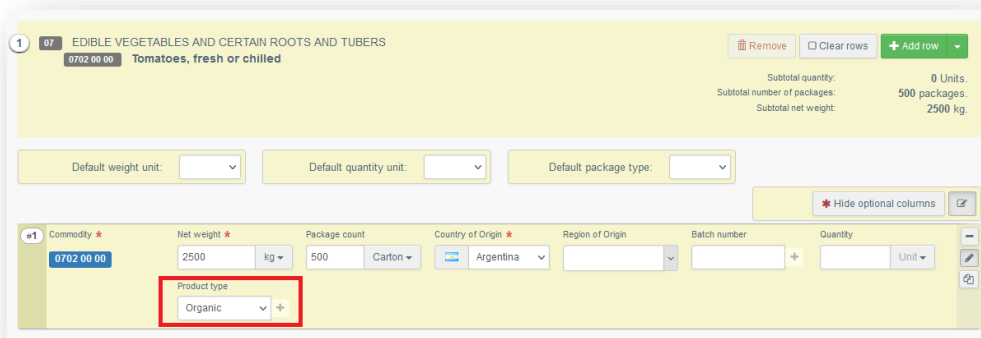 1 07 EDIBLE VEGETABLES AND CERTAIN ROOTS AND TUBERS
0702 00 00 Tomatoes, fresh or chilled
Remove Clear rows Add row
Subtotal quantity: 0 Units.
Subtotal number of packages: 500 packages.
Subtotal net weight: 2500 kg.
Default weight unit: Default quantity unit: Default package type:
* Hide optional columns
#1 Commodity * Net weight * Package count Country of Origin * Region of Origin Batch number Quantity
0702 00 00 2500 kg 500 Carton Argentina Unit
Product type
Organic